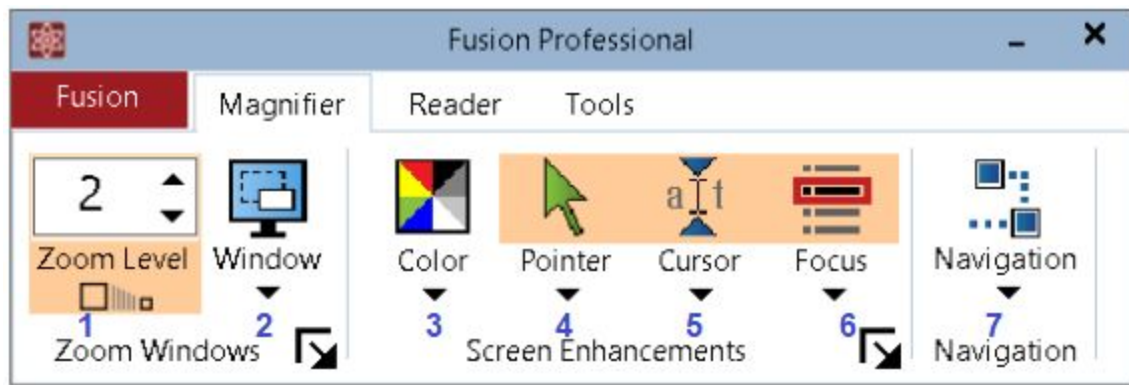 Fusion Professional
Fusion Magnifier Reader Tools
2 a t
Zoom Level Window Color Pointer Cursor Focus Navigation
1 2 3 4 5 6 7
Zoom Windows Screen Enhancements Navigation